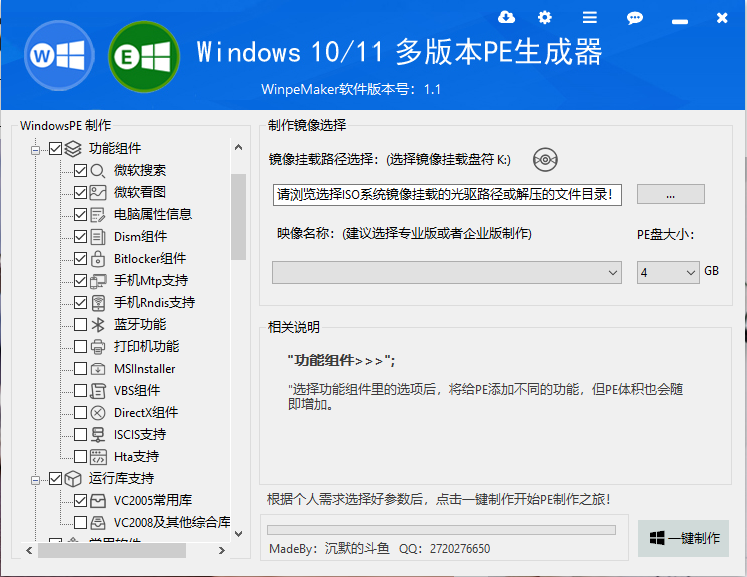 Windows 10/11 多版本PE生成器
WinpeMaker软件版本号：1.1
WindowsPE 制作
功能组件
微软搜索
微软看图
电脑属性信息
Dism组件
Bitlocker组件
手机Mtp支持
手机Rndis支持
蓝牙功能
打印机功能
MSIInstaller
VBS组件
DirectX组件
ISCIS支持
Hta支持
运行库支持
VC2005常用库
VC2008及其他综合库
制作镜像选择
镜像挂载路径选择：(选择镜像挂载盘符 K:)
请浏览选择ISO系统镜像挂载的光驱路径或解压的文件目录！
...
映像名称：(建议选择专业版或者企业版制作)
PE盘大小：
4
GB
相关说明
"功能组件>>>";
"选择功能组件里的选项后，将给PE添加不同的功能，但PE体积也会随
即增加。
根据个人需求选择好参数后，点击一键制作开始PE制作之旅！
MadeBy：沉默的斗鱼 QQ：2720276650
一键制作